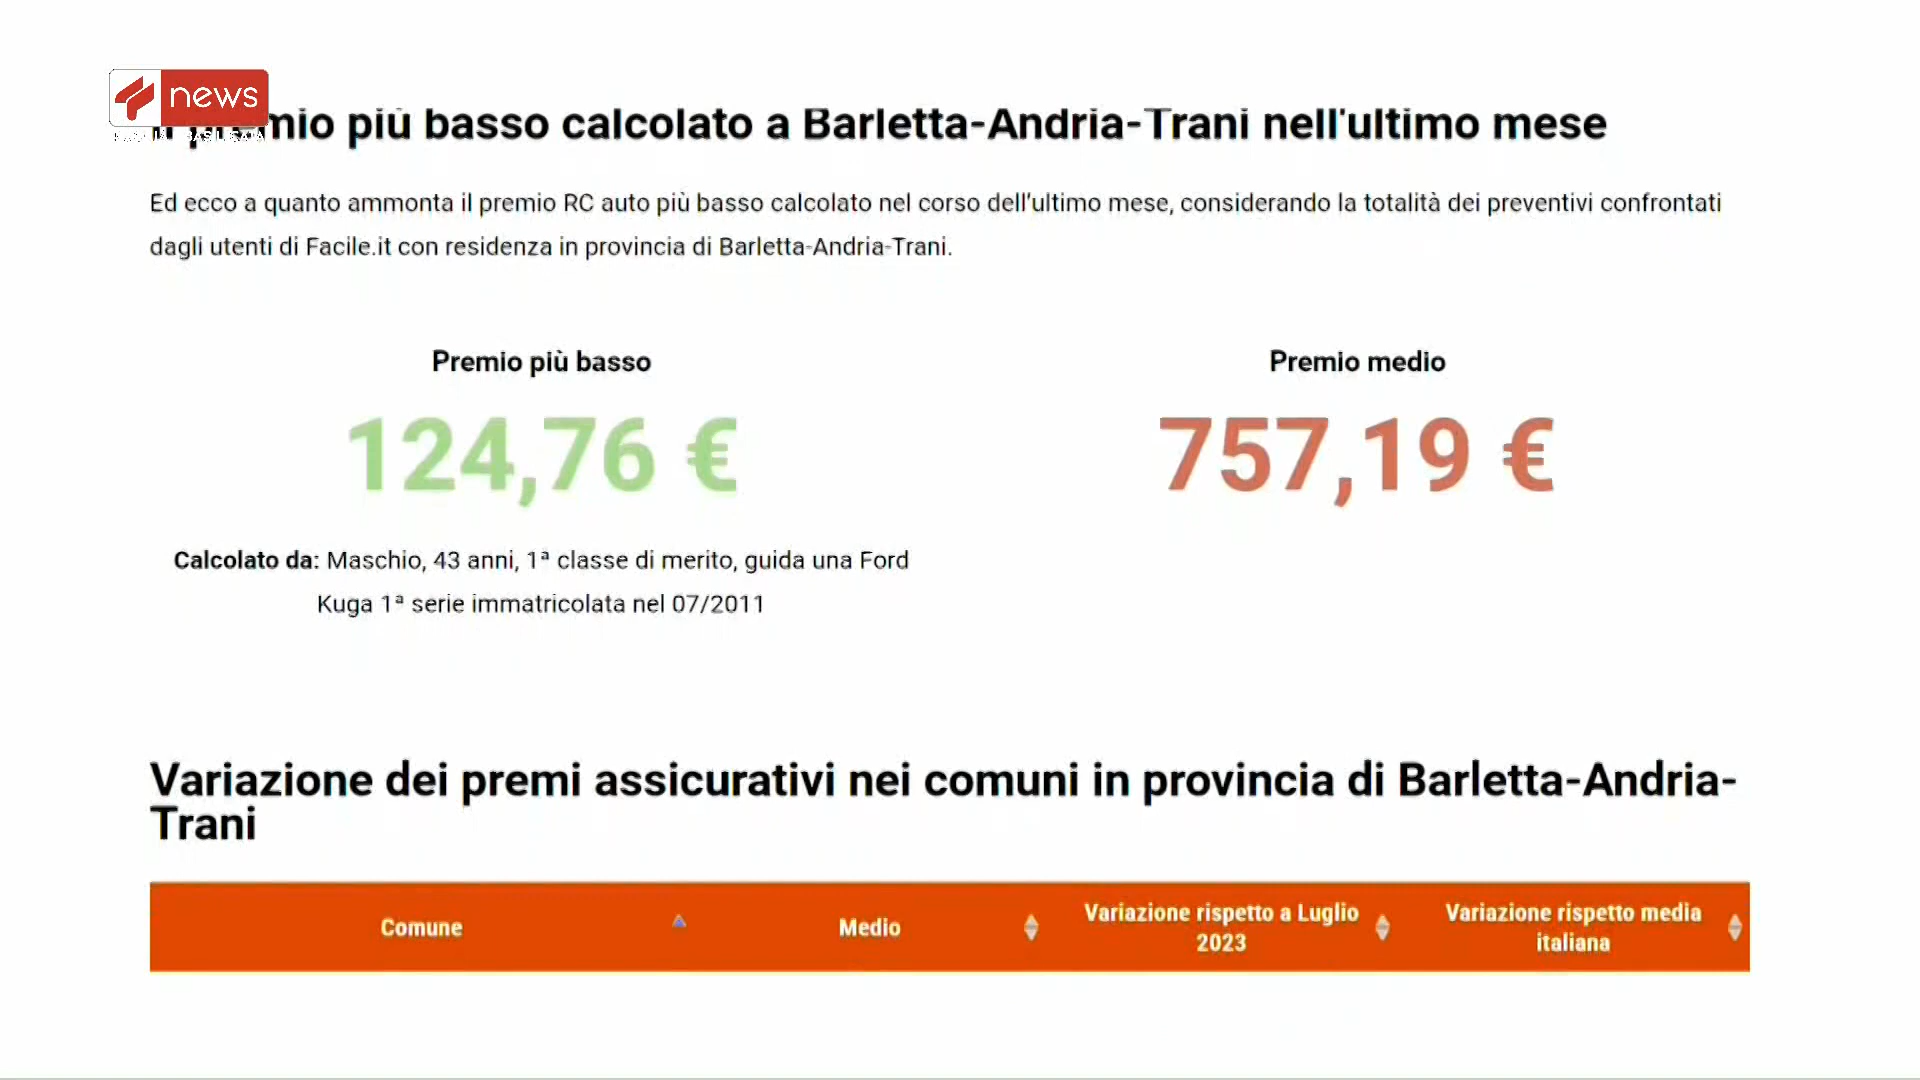 news
più basso calcolato a Barletta-Andria-Trani nell'ultimo mese
Ed ecco a quanto ammonta il premio RC auto più basso calcolato nel corso dell'ultimo mese, considerando la totalità dei preventivi confrontati
dagli utenti di Facile.it con residenza in provincia di Barletta-Andria-Trani.
Premio più basso
Premio medio
124,76 €
757,19 €
Calcolato da: Maschio, 43 anni, 1ª classe di merito, guida una Ford
Kuga 1ª serie immatricolata nel 07/2011
Variazione dei premi assicurativi nei comuni in provincia di Barletta-Andria-
Trani
Comune
Medio
Variazione rispetto a Luglio
2023
Variazione rispetto media
italiana